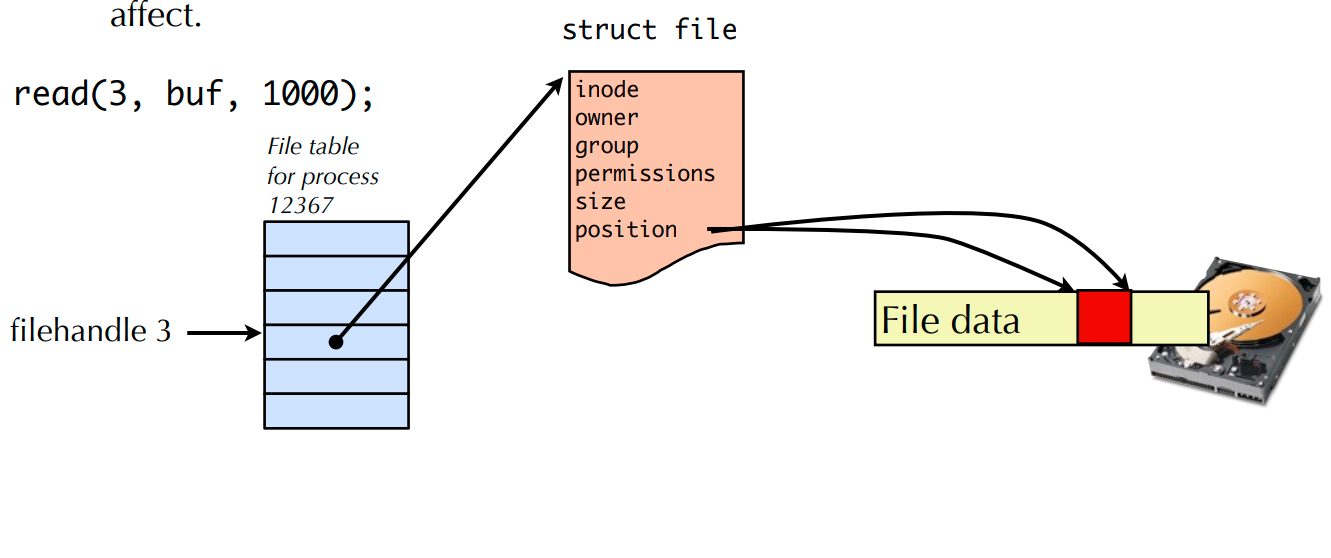 affect.
struct file
read(3, buf, 1000);
inode
owner
group
permissions
size
position
File table
for process
12367
filehandle 3
File data